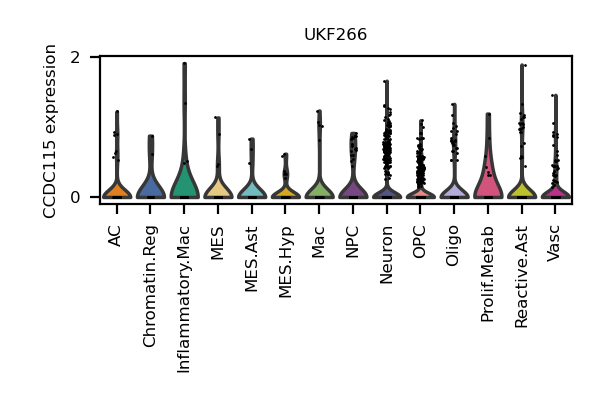 UKF266
CCDC115 expression
2
0
AC
Chromatin.Reg
Inflammatory.Mac
MES
MES.Ast
MES.Hyp
Mac
NPC
Neuron
OPC
Oligo
Prolif.Metab
Reactive.Ast
Vasc